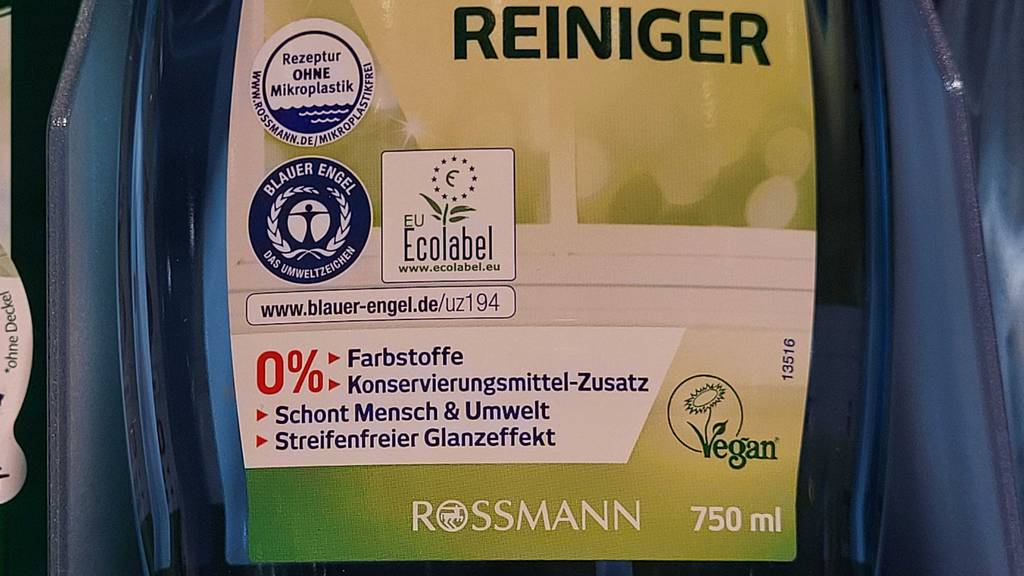 REINIGER
Rezeptur
OHNE
Mikroplastik
WWW.ROSSMANN.DE/MIKROPLASTIKFREI
BLAUER ENGEL
DAS UMWELTZEICHEN
EU
Ecolabel
www.ecolabel.eu
www.blauer-engel.de/uz194
0% ▸ Farbstoffe
▸ Konservierungsmittel-Zusatz
▸ Schont Mensch & Umwelt
▸ Streifenfreier Glanzeffekt
13516
Vegan
ROSSMANN
750 ml
*ohne Deckel